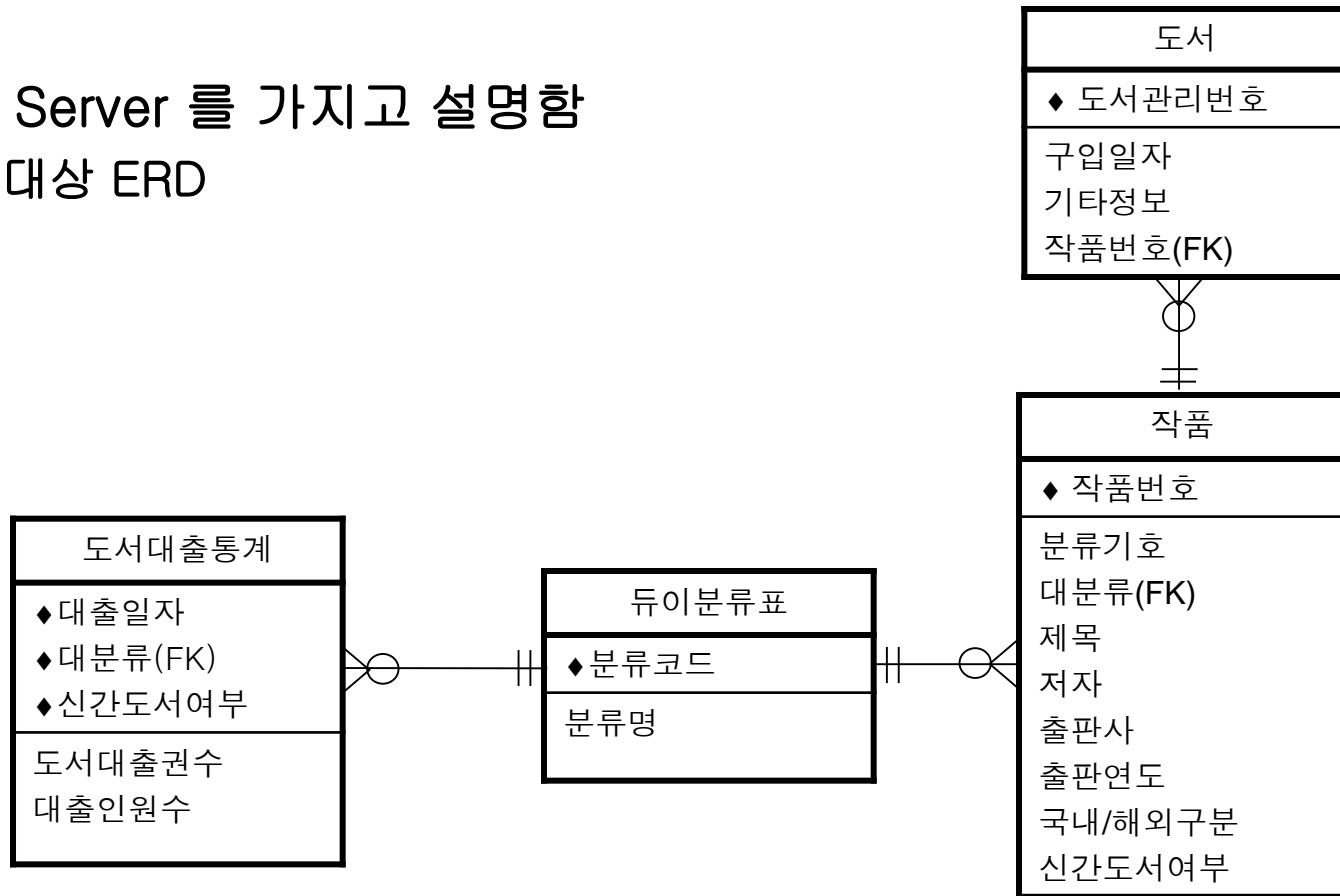 Server 를 가지고 설명함
대상 ERD
도서
♦ 도서관리번호
구입일자
기타정보
작품번호(FK)
작품
♦ 작품번호
분류기호
대분류(FK)
제목
저자
출판사
출판연도
국내/해외구분
신간도서여부
도서대출통계
♦대출일자
♦대분류(FK)
♦신간도서여부
도서대출권수
대출인원수
듀이분류표
♦분류코드
분류명